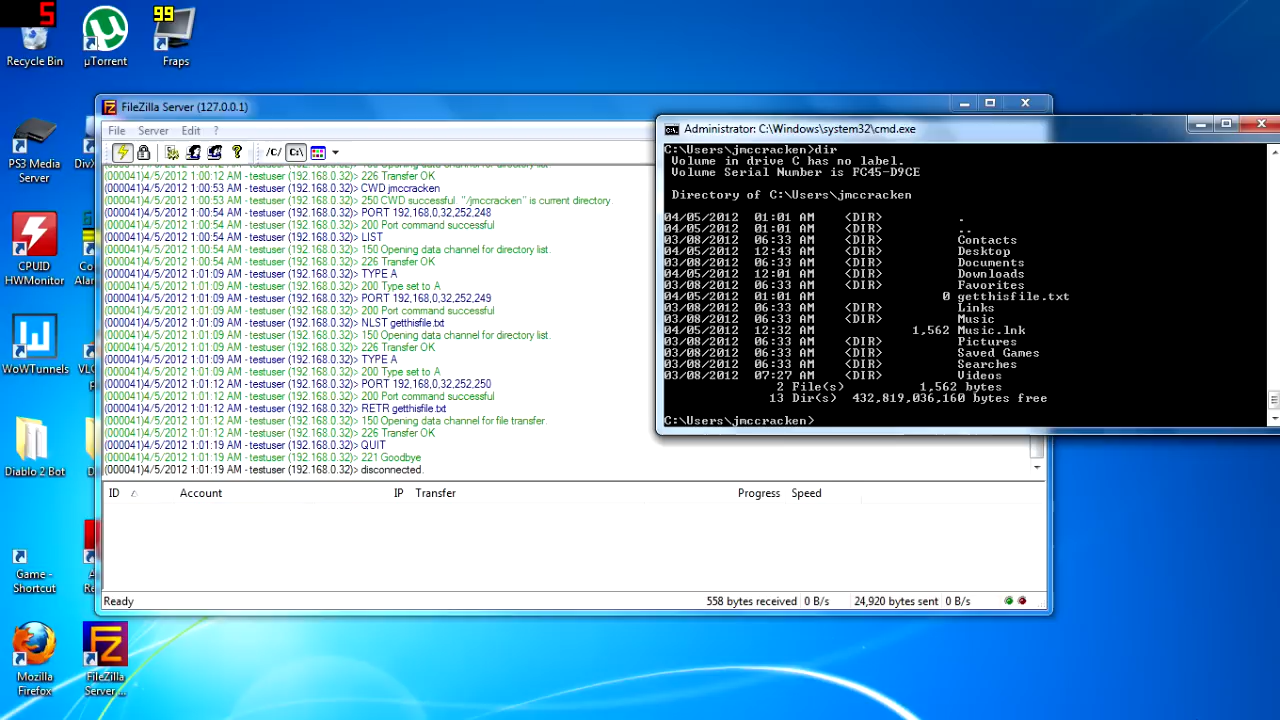 5
99
Recycle Bin
µTorrent
Fraps
PS3 Media
Server
CPUID
HWMonitor
WoWTunnels
Diablo 2 Bot
Game -
Shortcut
Mozilla
Firefox
FileZilla
Server ...
FileZilla Server (127.0.0.1)
File Server Edit ?
/C/ C:\
(000041)4/5/2012 1:00:12 AM - testuser (192.168.0.32)> 226 Transfer OK
(000041)4/5/2012 1:00:53 AM - testuser (192.168.0.32)> CWD jmccracken
(000041)4/5/2012 1:00:53 AM - testuser (192.168.0.32)> 250 CWD successful. "/jmccracken" is current directory.
(000041)4/5/2012 1:00:54 AM - testuser (192.168.0.32)> PORT 192,168,0,32,252,248
(000041)4/5/2012 1:00:54 AM - testuser (192.168.0.32)> 200 Port command successful
(000041)4/5/2012 1:00:54 AM - testuser (192.168.0.32)> LIST
(000041)4/5/2012 1:00:54 AM - testuser (192.168.0.32)> 150 Opening data channel for directory list.
(000041)4/5/2012 1:00:54 AM - testuser (192.168.0.32)> 226 Transfer OK
(000041)4/5/2012 1:01:09 AM - testuser (192.168.0.32)> TYPE A
(000041)4/5/2012 1:01:09 AM - testuser (192.168.0.32)> 200 Type set to A
(000041)4/5/2012 1:01:09 AM - testuser (192.168.0.32)> PORT 192,168,0,32,252,249
(000041)4/5/2012 1:01:09 AM - testuser (192.168.0.32)> 200 Port command successful
(000041)4/5/2012 1:01:09 AM - testuser (192.168.0.32)> NLST getthisfile.txt
(000041)4/5/2012 1:01:09 AM - testuser (192.168.0.32)> 150 Opening data channel for directory list.
(000041)4/5/2012 1:01:09 AM - testuser (192.168.0.32)> 226 Transfer OK
(000041)4/5/2012 1:01:12 AM - testuser (192.168.0.32)> TYPE A
(000041)4/5/2012 1:01:12 AM - testuser (192.168.0.32)> 200 Type set to A
(000041)4/5/2012 1:01:12 AM - testuser (192.168.0.32)> PORT 192,168,0,32,252,250
(000041)4/5/2012 1:01:12 AM - testuser (192.168.0.32)> 200 Port command successful
(000041)4/5/2012 1:01:12 AM - testuser (192.168.0.32)> RETR getthisfile.txt
(000041)4/5/2012 1:01:12 AM - testuser (192.168.0.32)> 150 Opening data channel for file transfer.
(000041)4/5/2012 1:01:12 AM - testuser (192.168.0.32)> 226 Transfer OK
(000041)4/5/2012 1:01:19 AM - testuser (192.168.0.32)> QUIT
(000041)4/5/2012 1:01:19 AM - testuser (192.168.0.32)> 221 Goodbye
(000041)4/5/2012 1:01:19 AM - testuser (192.168.0.32)> disconnected.
ID Account IP Transfer Progress Speed
Ready 558 bytes received 0 B/s 24,920 bytes sent 0 B/s
Administrator: C:\Windows\system32\cmd.exe
C:\Users\jmccracken>dir
Volume in drive C has no label.
Volume Serial Number is FC45-D9CE
Directory of C:\Users\jmccracken
04/05/2012 01:01 AM <DIR> .
04/05/2012 01:01 AM <DIR> ..
03/08/2012 06:33 AM <DIR> Contacts
04/05/2012 12:43 AM <DIR> Desktop
03/08/2012 06:33 AM <DIR> Documents
04/05/2012 12:01 AM <DIR> Downloads
03/08/2012 06:33 AM <DIR> Favorites
04/05/2012 01:01 AM 0 getthisfile.txt
03/08/2012 06:33 AM <DIR> Links
03/08/2012 06:33 AM <DIR> Music
04/05/2012 12:32 AM 1,562 Music.lnk
03/08/2012 06:33 AM <DIR> Pictures
03/08/2012 06:33 AM <DIR> Saved Games
03/08/2012 06:33 AM <DIR> Searches
03/08/2012 07:27 AM <DIR> Videos
2 File(s) 1,562 bytes
13 Dir(s) 432,819,036,160 bytes free
C:\Users\jmccracken>